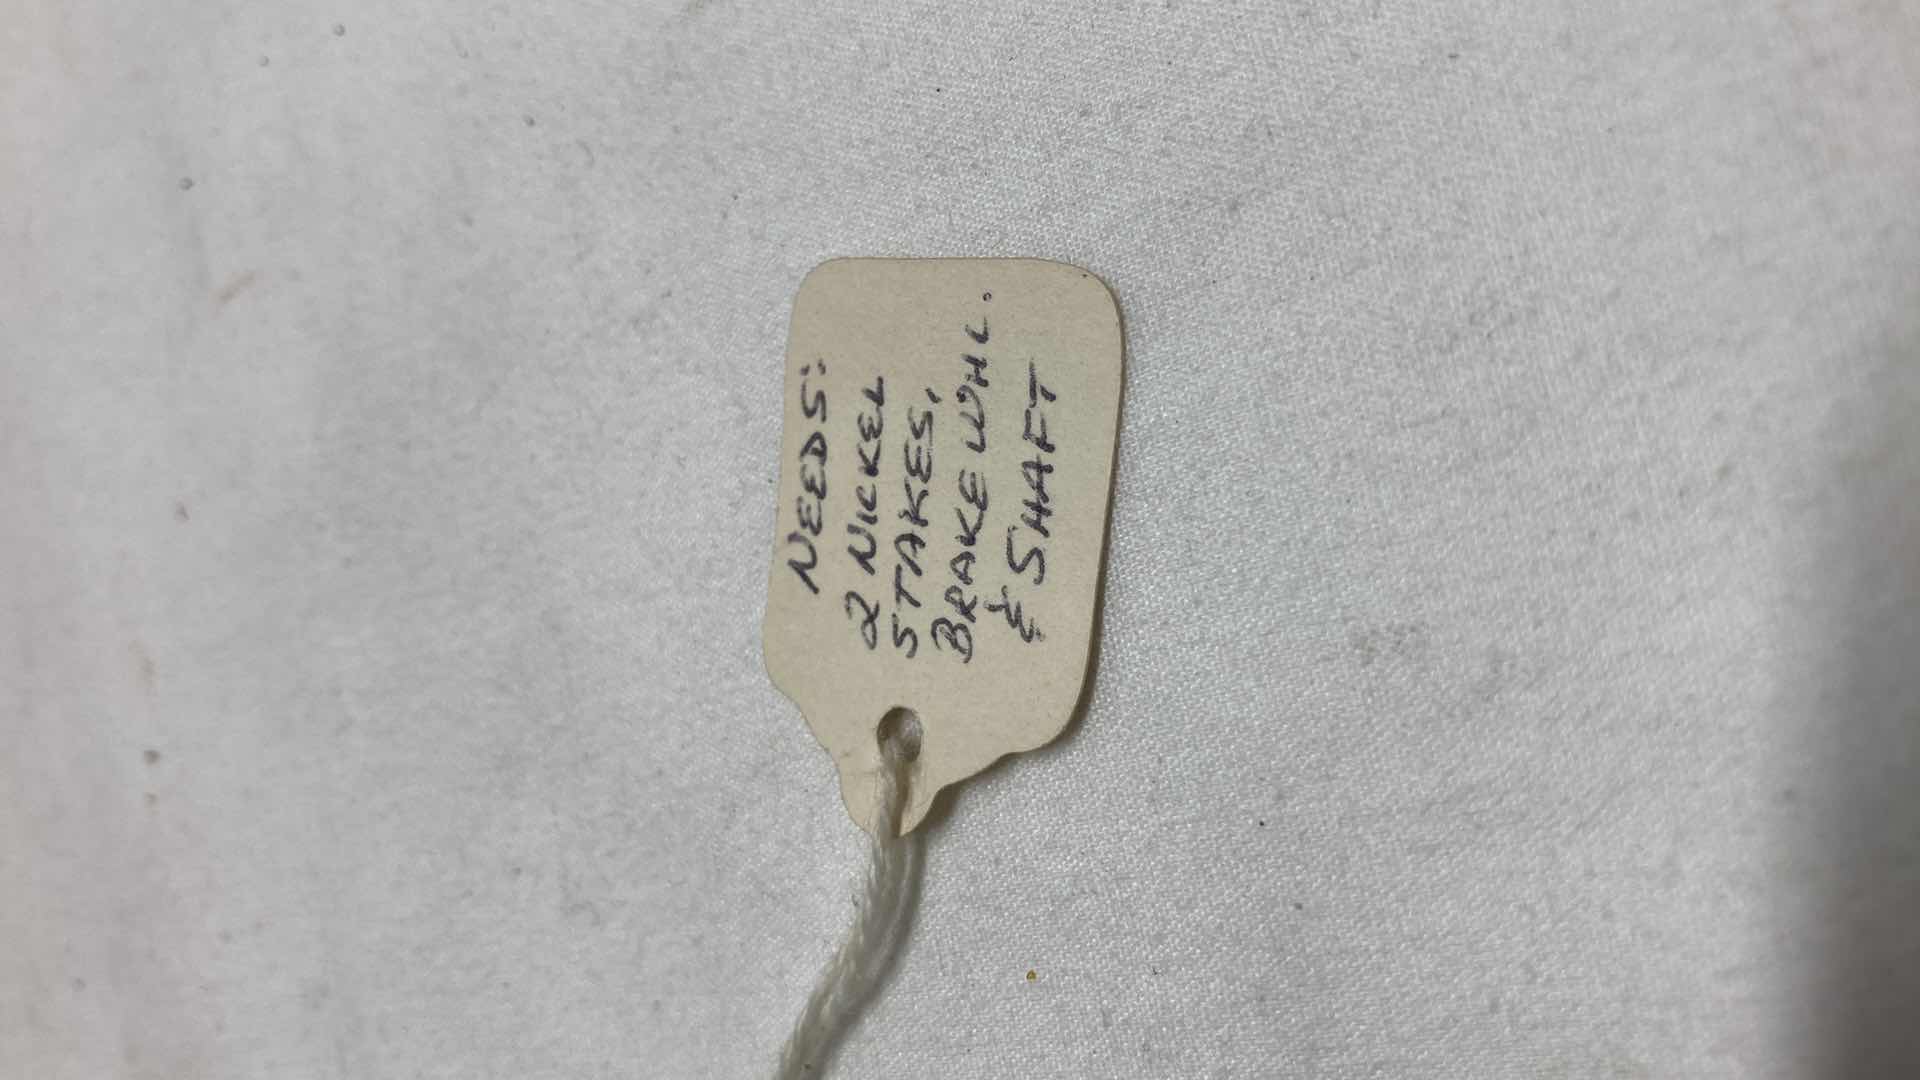 NEEDS:
2 NICKEL
STAKES,
BRAKE WHL.
& SHAFT